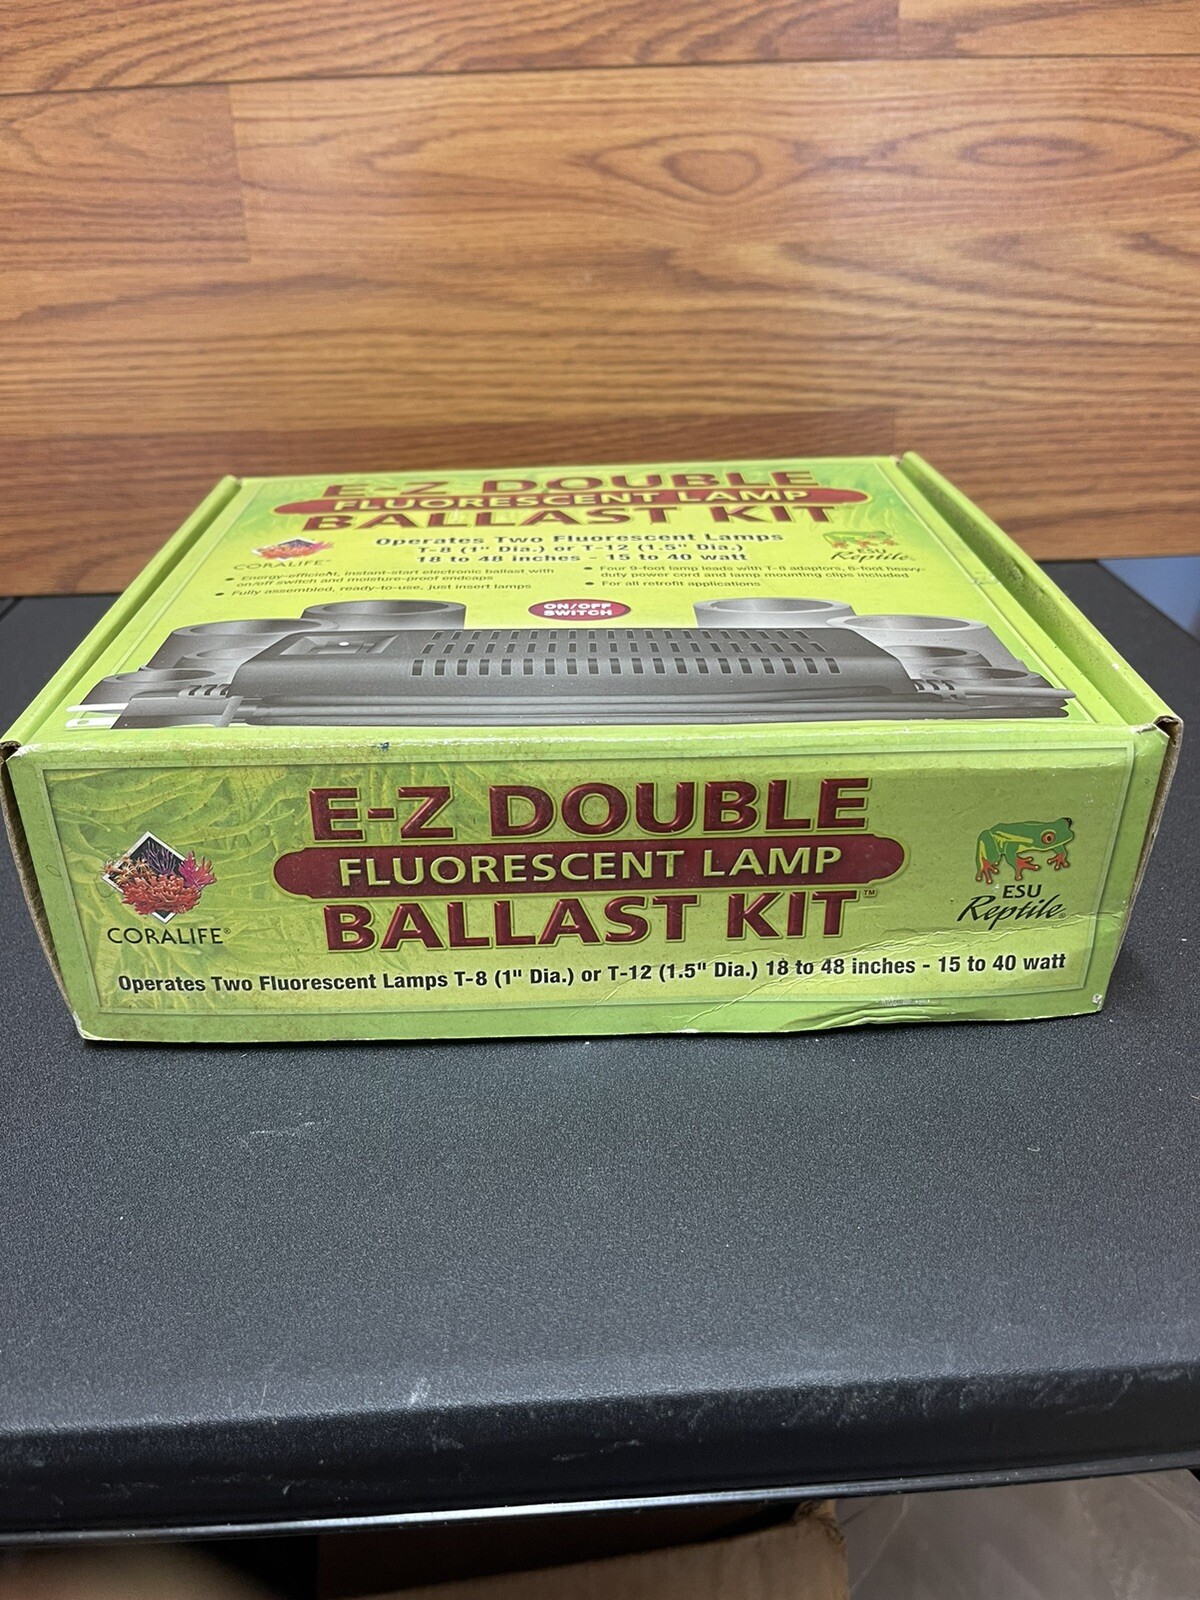 E-Z DOUBLE
FLUORESCENT LAMP
BALLAST KIT
Operates Two Fluorescent Lamps
T-8 (1" Dia.) or T-12 (1.5" Dia.)
18 to 48 inches - 15 to 40 watt
CORALIFE
ESU
Reptile
• Energy-efficient, instant-start electronic ballast with
on/off switch and moisture-proof endcaps
• Fully assembled, ready-to-use, just insert lamps
• Four 9-foot lamp leads with T-8 adaptors, 6-foot heavy-
duty power cord and lamp mounting clips included
• For all retrofit applications
ON/OFF
SWITCH
E-Z DOUBLE
FLUORESCENT LAMP
BALLAST KIT™
CORALIFE®
ESU
Reptile®
Operates Two Fluorescent Lamps T-8 (1" Dia.) or T-12 (1.5" Dia.) 18 to 48 inches - 15 to 40 watt